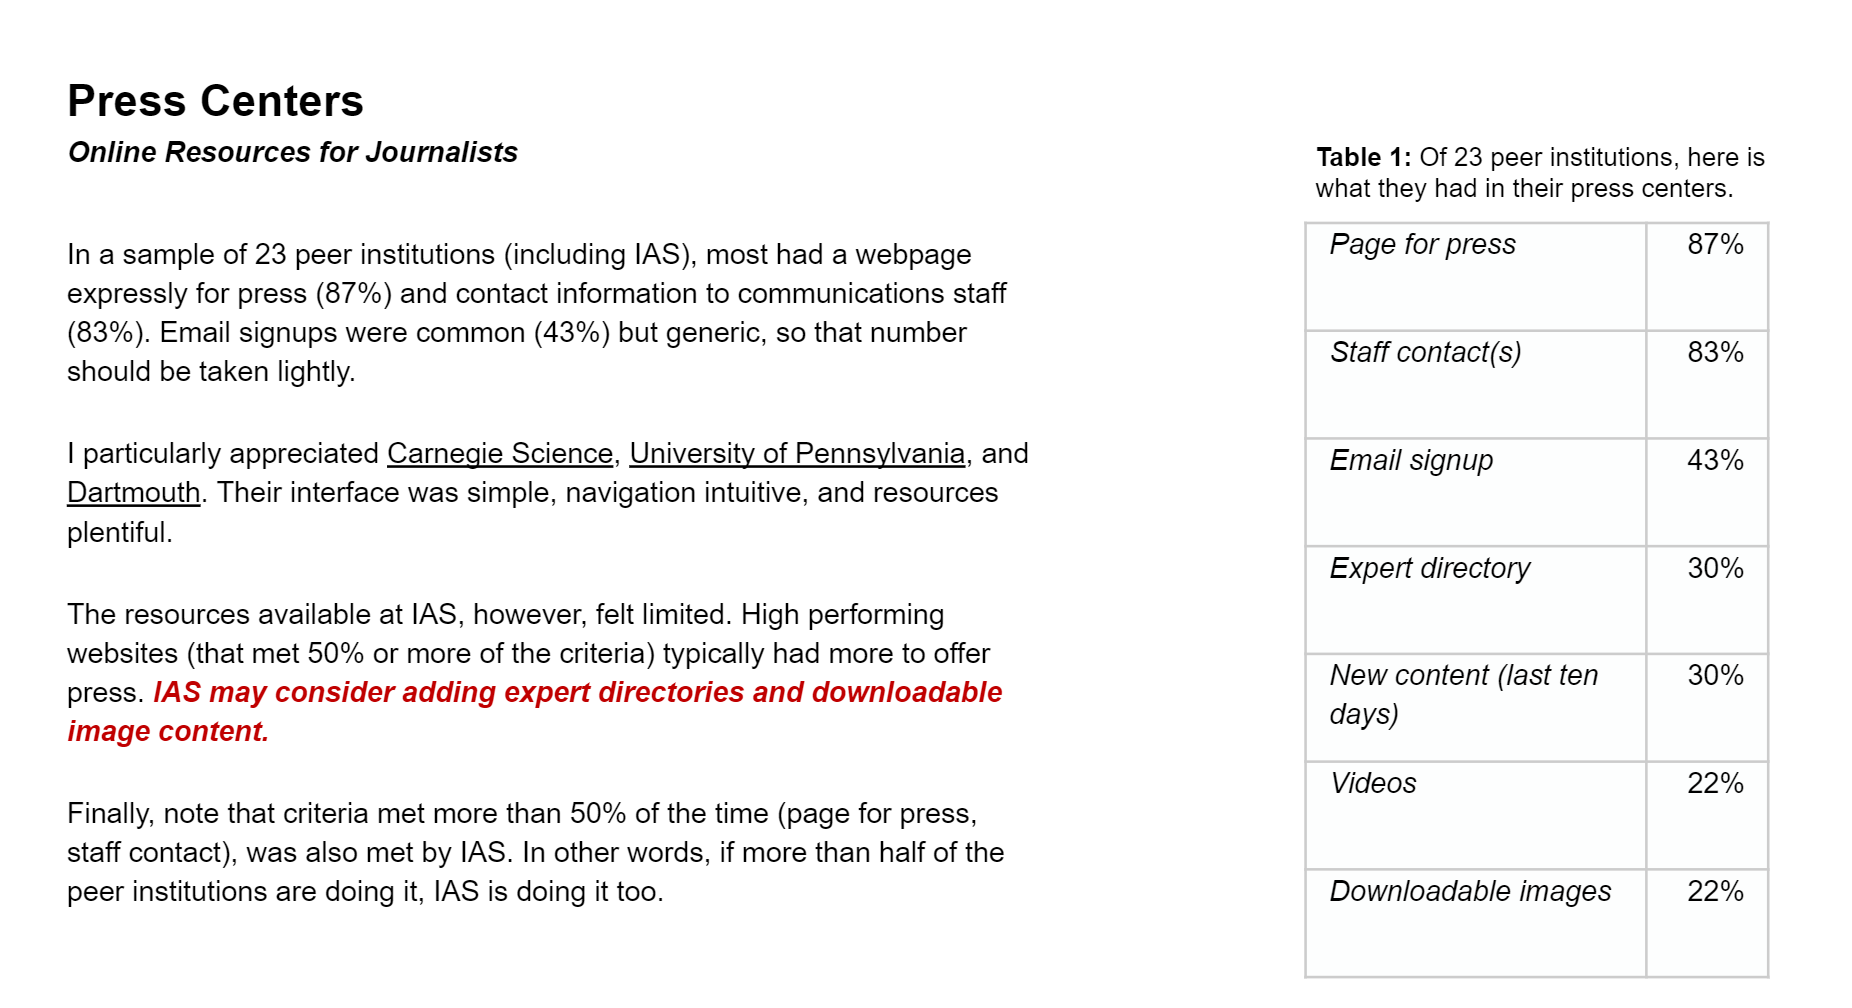 Press Centers
Online Resources for Journalists
In a sample of 23 peer institutions (including IAS), most had a webpage
expressly for press (87%) and contact information to communications staff
(83%). Email signups were common (43%) but generic, so that number
should be taken lightly.
I particularly appreciated Carnegie Science, University of Pennsylvania, and
Dartmouth. Their interface was simple, navigation intuitive, and resources
plentiful.
The resources available at IAS, however, felt limited. High performing
websites (that met 50% or more of the criteria) typically had more to offer
press. IAS may consider adding expert directories and downloadable
image content.
Finally, note that criteria met more than 50% of the time (page for press,
staff contact), was also met by IAS. In other words, if more than half of the
peer institutions are doing it, IAS is doing it too.
Table 1: Of 23 peer institutions, here is
what they had in their press centers.
Page for press 87%
Staff contact(s) 83%
Email signup 43%
Expert directory 30%
New content (last ten 30%
days)
Videos 22%
Downloadable images 22%